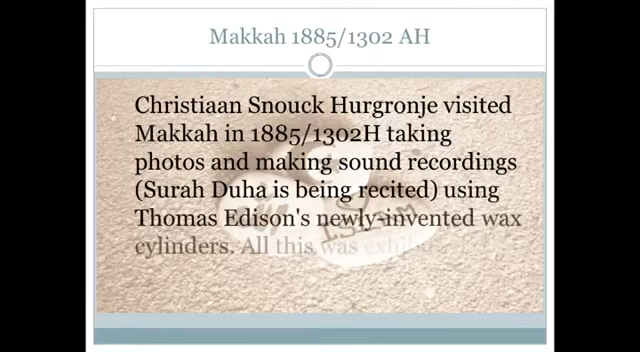 Makkah 1885/1302 AH
Christiaan Snouck Hurgronje visited
Makkah in 1885/1302H taking
photos and making sound recordings
(Surah Duha is being recited) using
Thomas Edison's newly-invented wax
cylinders. All this was
ISLAM